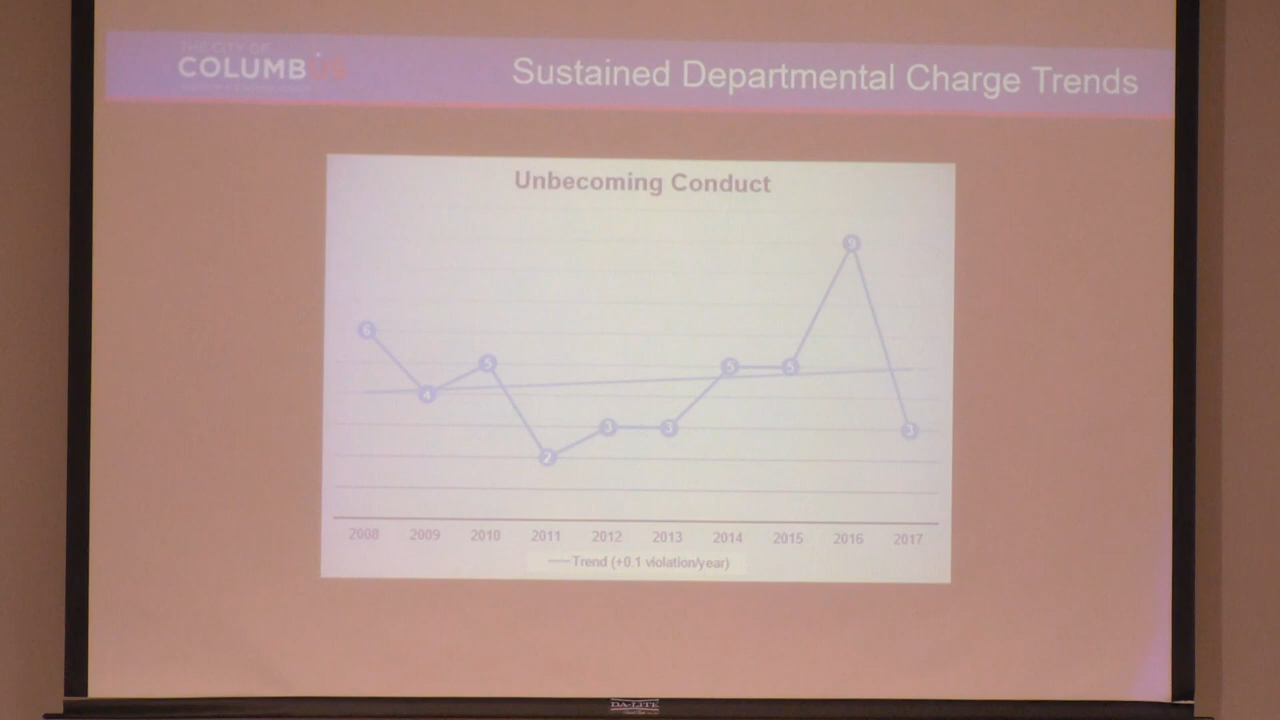 THE CITY OF
COLUMBUS
Sustained Departmental Charge Trends
Unbecoming Conduct
9
6
5
5
5
4
3
3
3
2
2008 2009 2010 2011 2012 2013 2014 2015 2016 2017
Trend (+0.1 violation/year)
DA-LITE